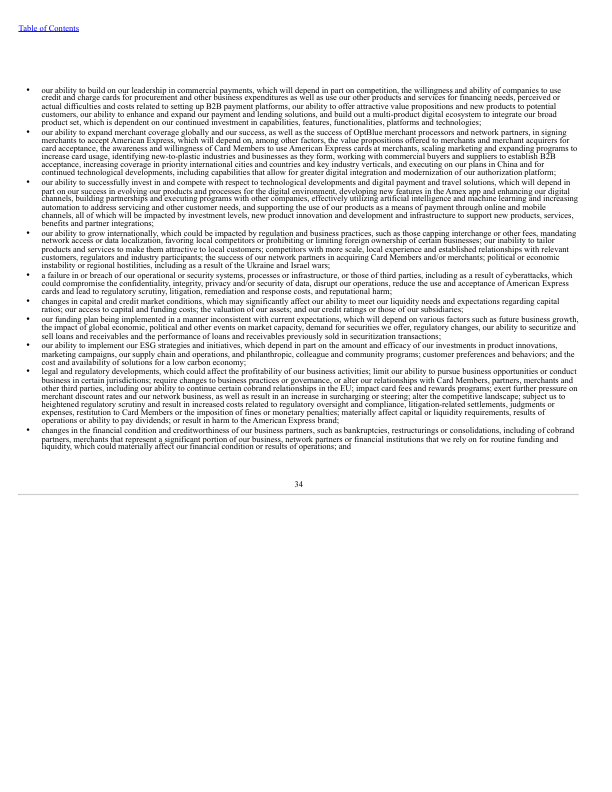 Table of Contents
• our ability to build on our leadership in commercial payments, which will depend in part on competition, the willingness and ability of companies to use
credit and charge cards for procurement and other business expenditures as well as use our other products and services for financing needs, perceived or
actual difficulties and costs related to setting up B2B payment platforms, our ability to offer attractive value propositions and new products to potential
customers, our ability to enhance and expand our payment and lending solutions, and build out a multi-product digital ecosystem to integrate our broad
product set, which is dependent on our continued investment in capabilities, features, functionalities, platforms and technologies;
• our ability to expand merchant coverage globally and our success, as well as the success of OptBlue merchant processors and network partners, in signing
merchants to accept American Express, which will depend on, among other factors, the value propositions offered to merchants and merchant acquirers for
card acceptance, the awareness and willingness of Card Members to use American Express cards at merchants, scaling marketing and expanding programs to
increase card usage, identifying new-to-plastic industries and businesses as they form, working with commercial buyers and suppliers to establish B2B
acceptance, increasing coverage in priority international cities and countries and key industry verticals, and executing on our plans in China and for
continued technological developments, including capabilities that allow for greater digital integration and modernization of our authorization platform;
• our ability to successfully invest in and compete with respect to technological developments and digital payment and travel solutions, which will depend in
part on our success in evolving our products and processes for the digital environment, developing new features in the Amex app and enhancing our digital
channels, building partnerships and executing programs with other companies, effectively utilizing artificial intelligence and machine learning and increasing
automation to address servicing and other customer needs, and supporting the use of our products as a means of payment through online and mobile
channels, all of which will be impacted by investment levels, new product innovation and development and infrastructure to support new products, services,
benefits and partner integrations;
• our ability to grow internationally, which could be impacted by regulation and business practices, such as those capping interchange or other fees, mandating
network access or data localization, favoring local competitors or prohibiting or limiting foreign ownership of certain businesses; our inability to tailor
products and services to make them attractive to local customers; competitors with more scale, local experience and established relationships with relevant
customers, regulators and industry participants; the success of our network partners in acquiring Card Members and/or merchants; political or economic
instability or regional hostilities, including as a result of the Ukraine and Israel wars;
• a failure in or breach of our operational or security systems, processes or infrastructure, or those of third parties, including as a result of cyberattacks, which
could compromise the confidentiality, integrity, privacy and/or security of data, disrupt our operations, reduce the use and acceptance of American Express
cards and lead to regulatory scrutiny, litigation, remediation and response costs, and reputational harm;
• changes in capital and credit market conditions, which may significantly affect our ability to meet our liquidity needs and expectations regarding capital
ratios; our access to capital and funding costs; the valuation of our assets; and our credit ratings or those of our subsidiaries;
• our funding plan being implemented in a manner inconsistent with current expectations, which will depend on various factors such as future business growth,
the impact of global economic, political and other events on market capacity, demand for securities we offer, regulatory changes, our ability to securitize and
sell loans and receivables and the performance of loans and receivables previously sold in securitization transactions;
• our ability to implement our ESG strategies and initiatives, which depend in part on the amount and efficacy of our investments in product innovations,
marketing campaigns, our supply chain and operations, and philanthropic, colleague and community programs; customer preferences and behaviors; and the
cost and availability of solutions for a low carbon economy;
• legal and regulatory developments, which could affect the profitability of our business activities; limit our ability to pursue business opportunities or conduct
business in certain jurisdictions; require changes to business practices or governance, or alter our relationships with Card Members, partners, merchants and
other third parties, including our ability to continue certain cobrand relationships in the EU; impact card fees and rewards programs; exert further pressure on
merchant discount rates and our network business, as well as result in an increase in surcharging or steering; alter the competitive landscape; subject us to
heightened regulatory scrutiny and result in increased costs related to regulatory oversight and compliance, litigation-related settlements, judgments or
expenses, restitution to Card Members or the imposition of fines or monetary penalties; materially affect capital or liquidity requirements, results of
operations or ability to pay dividends; or result in harm to the American Express brand;
• changes in the financial condition and creditworthiness of our business partners, such as bankruptcies, restructurings or consolidations, including of cobrand
partners, merchants that represent a significant portion of our business, network partners or financial institutions that we rely on for routine funding and
liquidity, which could materially affect our financial condition or results of operations; and
34